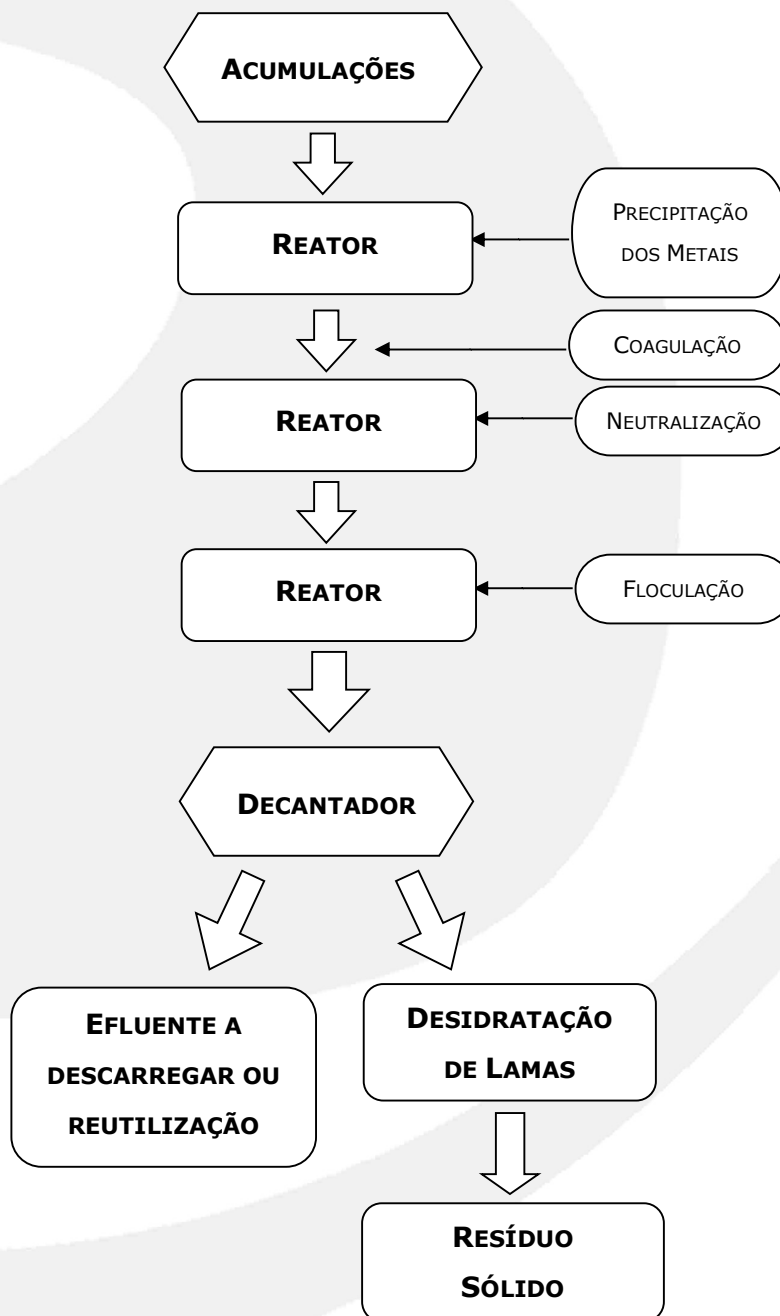 ACUMULAÇÕES
REATOR
PRECIPITAÇÃO
DOS METAIS
COAGULAÇÃO
REATOR
NEUTRALIZAÇÃO
REATOR
FLOCULAÇÃO
DECANTADOR
EFLUENTE A
DESCARREGAR OU
REUTILIZAÇÃO
DESIDRATAÇÃO
DE LAMAS
RESÍDUO
SÓLIDO